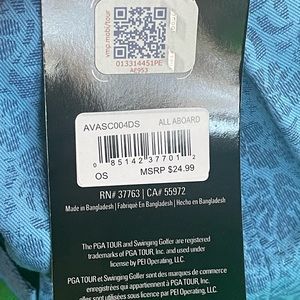 vmp.mobi/tour
013314451PE
AE953
AVASC004DS ALL ABOARD
0 85142 37701 2
OS MSRP $24.99
RN# 37763 | CA# 55972
Made in Bangladesh | Fabriqué En Bangladesh | Hecho en Bangladesh
The PGA TOUR and Swinging Golfer are registered
trademarks of PGA TOUR, Inc. and used under
license by PEI Operating, LLC.
PGA TOUR et Swinging Golfer sont des marques de commerce
enregistrées qui appartiennent à PGA TOUR, Inc. et
elles sont utilisées sous licence par PEI Operating, LLC.